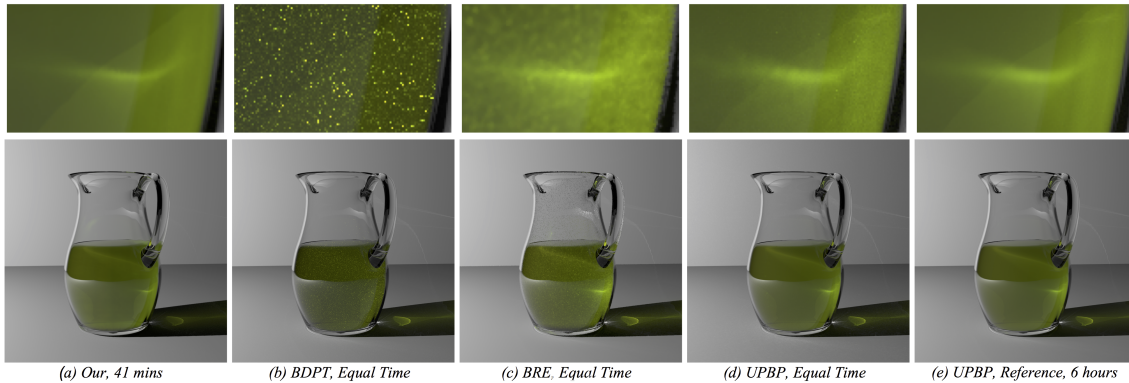 (a) Our, 41 mins
(b) BDPT, Equal Time
(c) BRE, Equal Time
(d) UPBP, Equal Time
(e) UPBP, Reference, 6 hours